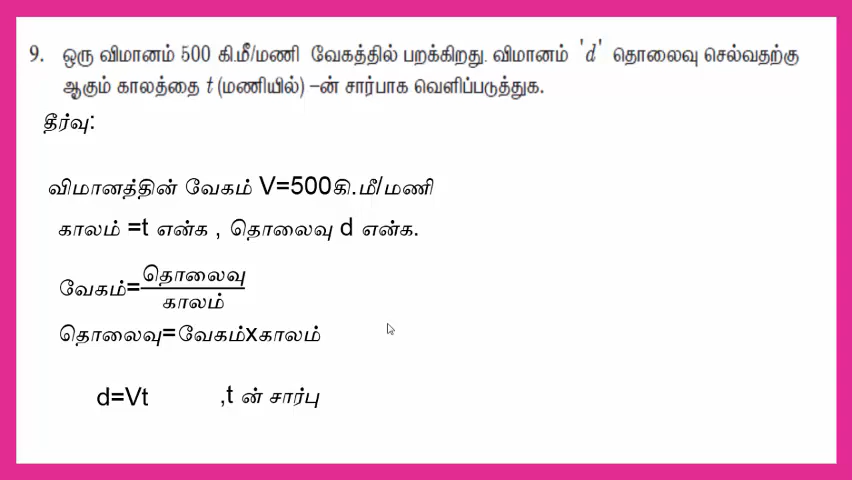 9. ஒரு விமானம் 500 கி.மீ/மணி வேகத்தில் பறக்கிறது. விமானம் 'd' தொலைவு செல்வதற்கு
ஆகும் காலத்தை t (மணியில்) –ன் சார்பாக வெளிப்படுத்துக.
தீர்வு:
விமானத்தின் வேகம் V=500கி.மீ/மணி
காலம் =t என்க , தொலைவு d என்க.
வேகம்=தொலைவு
காலம்
தொலைவு=வேகம்xகாலம்
d=Vt ,t ன் சார்பு